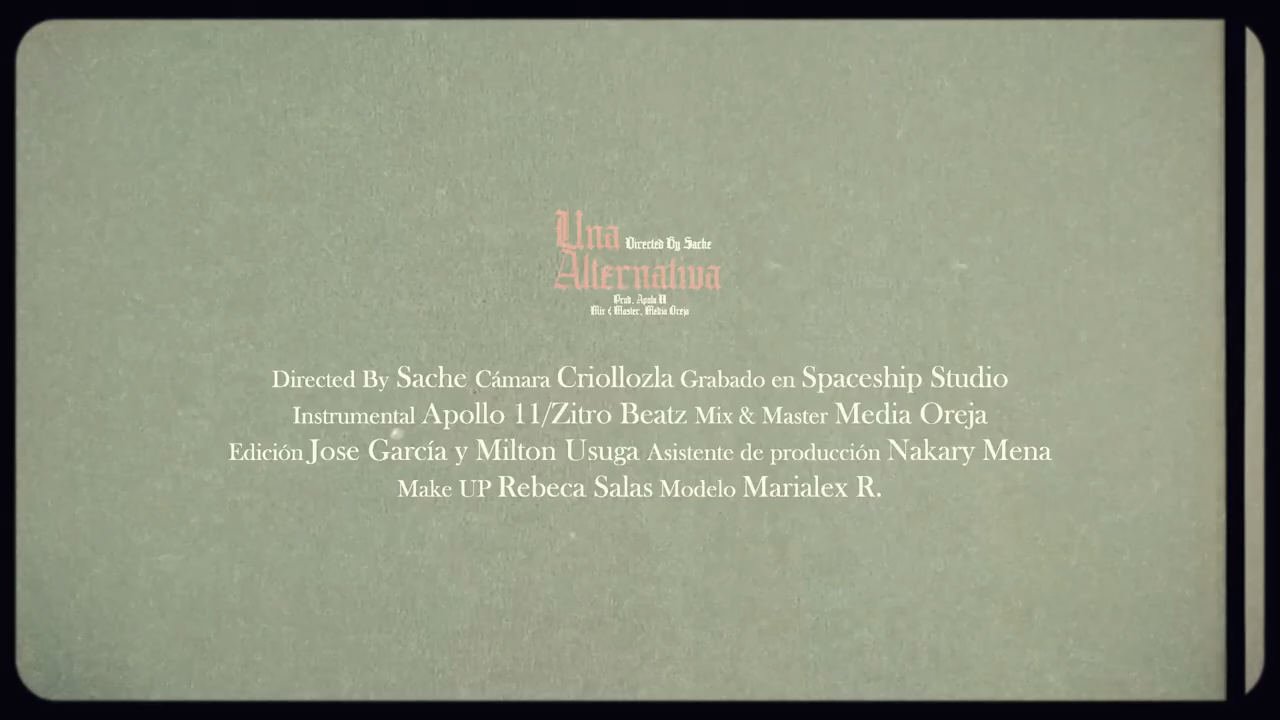 Una Directed By Sache
Alternativa
Prod. Apolo 11
Mix & Master. Media Oreja
Directed By Sache Cámara Criollozla Grabado en Spaceship Studio
Instrumental Apollo 11/Zitro Beatz Mix & Master Media Oreja
Edición Jose García y Milton Usuga Asistente de producción Nakary Mena
Make UP Rebeca Salas Modelo Marialex R.